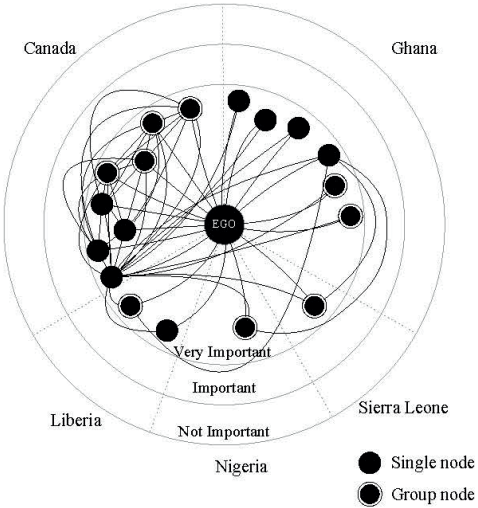 Canada
Ghana
EGO
Very Important
Important
Not Important
Liberia
Sierra Leone
Nigeria
Single node
Group node